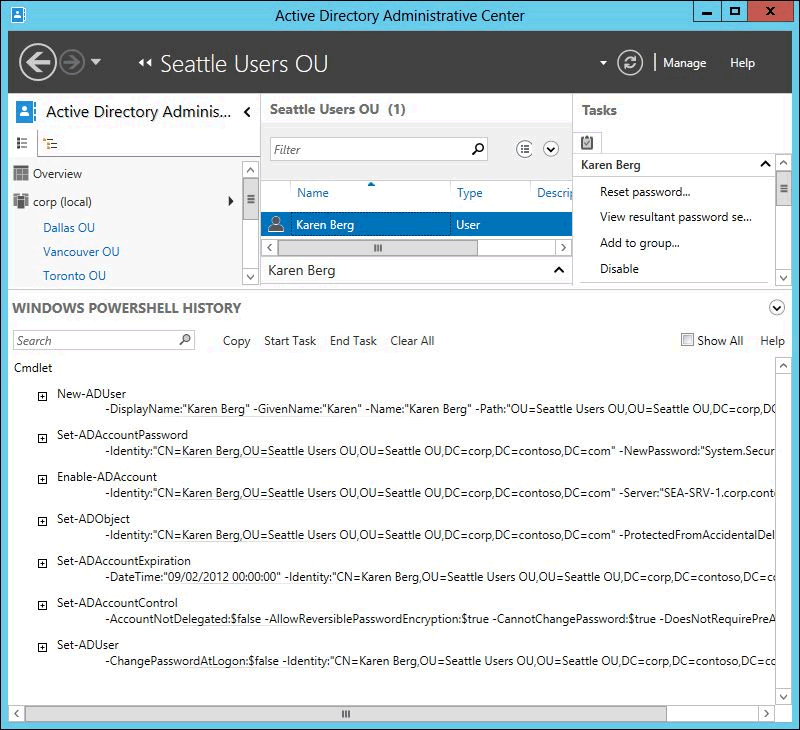 Active Directory Administrative Center
Seattle Users OU
Manage
Help
Active Directory Adminis...
Overview
corp (local)
Dallas OU
Vancouver OU
Toronto OU
Seattle Users OU (1)
Filter
Name Type Descrip
Karen Berg User
Karen Berg
Tasks
Karen Berg
Reset password...
View resultant password se...
Add to group...
Disable
WINDOWS POWERSHELL HISTORY
Search Copy Start Task End Task Clear All Show All Help
Cmdlet
New-ADUser
-DisplayName:"Karen Berg" -GivenName:"Karen" -Name:"Karen Berg" -Path:"OU=Seattle Users OU,OU=Seattle OU,DC=corp,DC
Set-ADAccountPassword
-Identity:"CN=Karen Berg,OU=Seattle Users OU,OU=Seattle OU,DC=corp,DC=contoso,DC=com" -NewPassword:"System.Secur
Enable-ADAccount
-Identity:"CN=Karen Berg,OU=Seattle Users OU,OU=Seattle OU,DC=corp,DC=contoso,DC=com" -Server:"SEA-SRV-1.corp.cont
Set-ADObject
-Identity:"CN=Karen Berg,OU=Seattle Users OU,OU=Seattle OU,DC=corp,DC=contoso,DC=com" -ProtectedFromAccidentalDel
Set-ADAccountExpiration
-DateTime:"09/02/2012 00:00:00" -Identity:"CN=Karen Berg,OU=Seattle Users OU,OU=Seattle OU,DC=corp,DC=contoso,DC=cc
Set-ADAccountControl
-AccountNotDelegated:$false -AllowReversiblePasswordEncryption:$true -CannotChangePassword:$true -DoesNotRequirePreA
Set-ADUser
-ChangePasswordAtLogon:$false -Identity:"CN=Karen Berg,OU=Seattle Users OU,OU=Seattle OU,DC=corp,DC=contoso,DC=cc